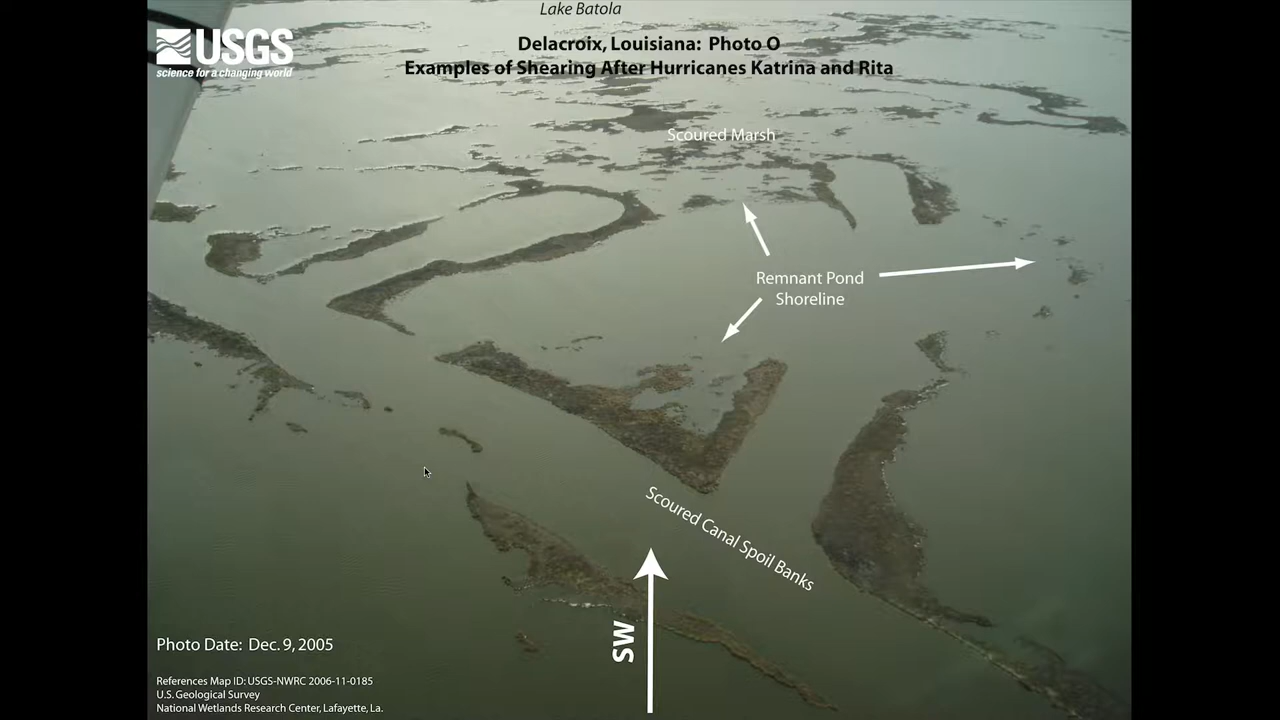 Lake Batola
USGS
science for a changing world
Delacroix, Louisiana: Photo O
Examples of Shearing After Hurricanes Katrina and Rita
Scoured Marsh
Remnant Pond
Shoreline
Scoured Canal Spoil Banks
SW
Photo Date: Dec. 9, 2005
References Map ID: USGS-NWRC 2006-11-0185
U.S. Geological Survey
National Wetlands Research Center, Lafayette, La.